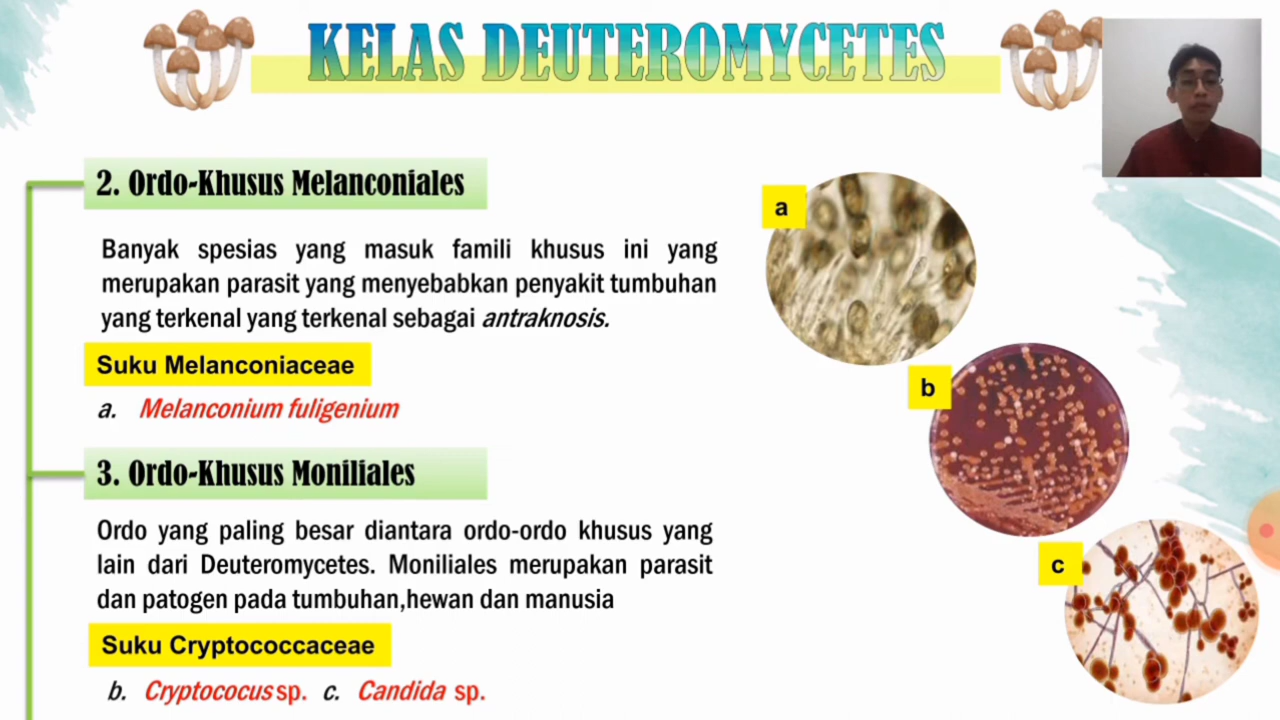 KELAS DEUTEROMYCETES
2. Ordo-Khusus Melanconiales
Banyak spesias yang masuk famili khusus ini yang
merupakan parasit yang menyebabkan penyakit tumbuhan
yang terkenal yang terkenal sebagai antraknosis.
Suku Melanconiaceae
a. Melanconium fuligenium
3. Ordo-Khusus Moniliales
Ordo yang paling besar diantara ordo-ordo khusus yang
lain dari Deuteromycetes. Moniliales merupakan parasit
dan patogen pada tumbuhan,hewan dan manusia
Suku Cryptococcaceae
b. Cryptococus sp. c. Candida sp.
a
b
c